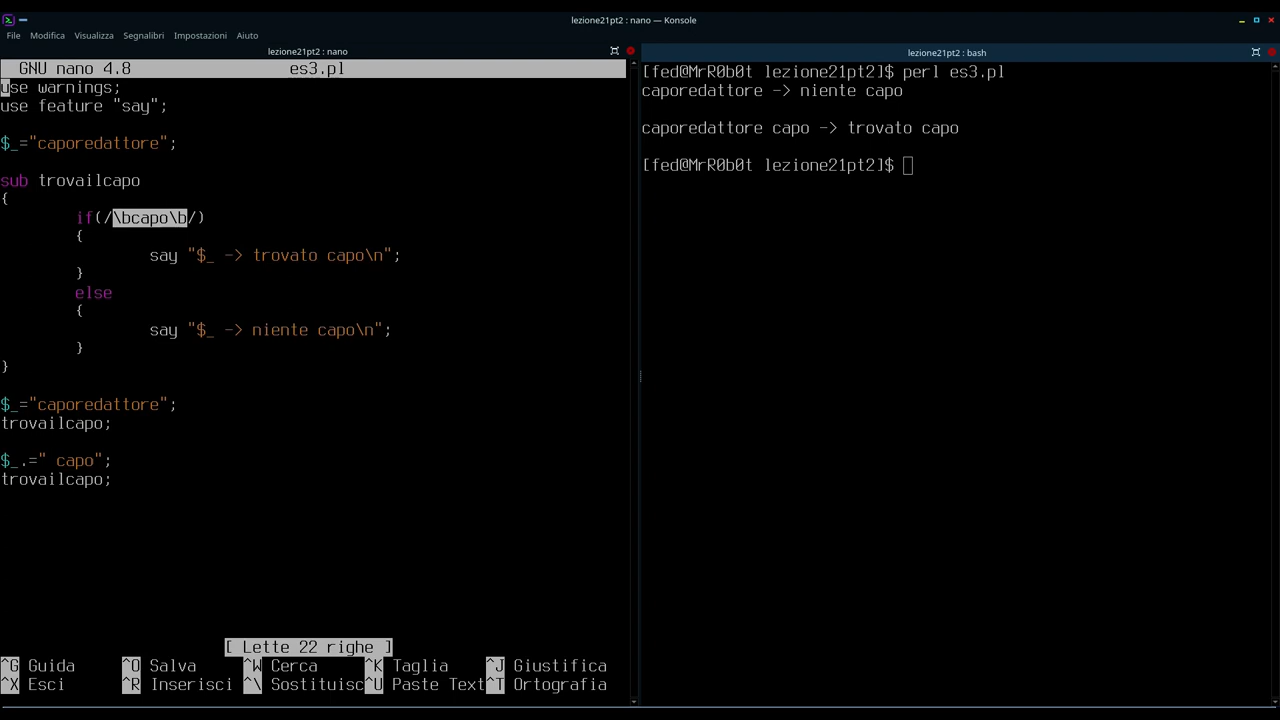 lezione21pt2 : nano — Konsole
File Modifica Visualizza Segnalibri Impostazioni Aiuto
lezione21pt2 : nano
GNU nano 4.8 es3.pl
use warnings;
use feature "say";
$_="caporedattore";
sub trovailcapo
{
if(/\bcapo\b/)
{
say "$_ -> trovato capo\n";
}
else
{
say "$_ -> niente capo\n";
}
}
$_="caporedattore";
trovailcapo;
$_.=" capo";
trovailcapo;
[ Lette 22 righe ]
^G Guida ^O Salva ^W Cerca ^K Taglia ^J Giustifica
^X Esci ^R Inserisci ^\ Sostituisc ^U Paste Text ^T Ortografia
lezione21pt2 : bash
[fed@MrR0b0t lezione21pt2]$ perl es3.pl
caporedattore -> niente capo
caporedattore capo -> trovato capo
[fed@MrR0b0t lezione21pt2]$